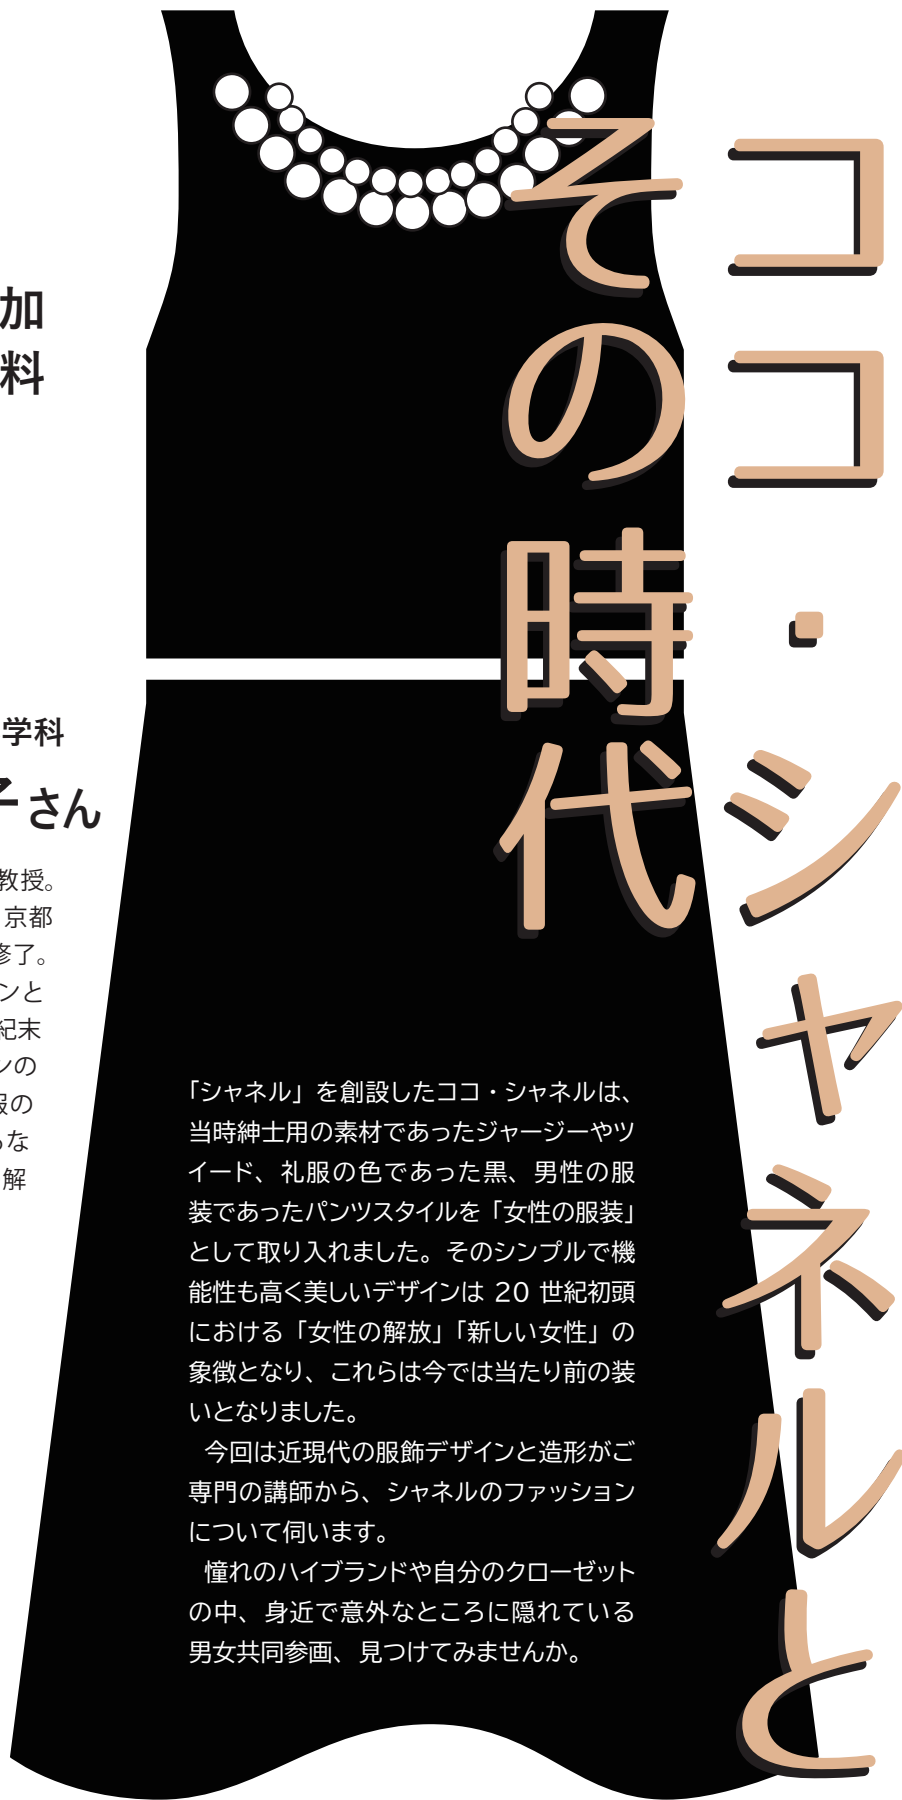 ココ・シャネルと
その時代
加
料
学科
子さん
教授。
京都
修了。
ンと
紀末
ンの
服の
な
解
「シャネル」を創設したココ・シャネルは、
当時紳士用の素材であったジャージーやツ
イード、礼服の色であった黒、男性の服
装であったパンツスタイルを「女性の服装」
として取り入れました。そのシンプルで機
能性も高く美しいデザインは 20 世紀初頭
における「女性の解放」「新しい女性」の
象徴となり、これらは今では当たり前の装
いとなりました。
今回は近現代の服飾デザインと造形がご
専門の講師から、シャネルのファッション
について伺います。
憧れのハイブランドや自分のクローゼット
の中、身近で意外なところに隠れている
男女共同参画、見つけてみませんか。